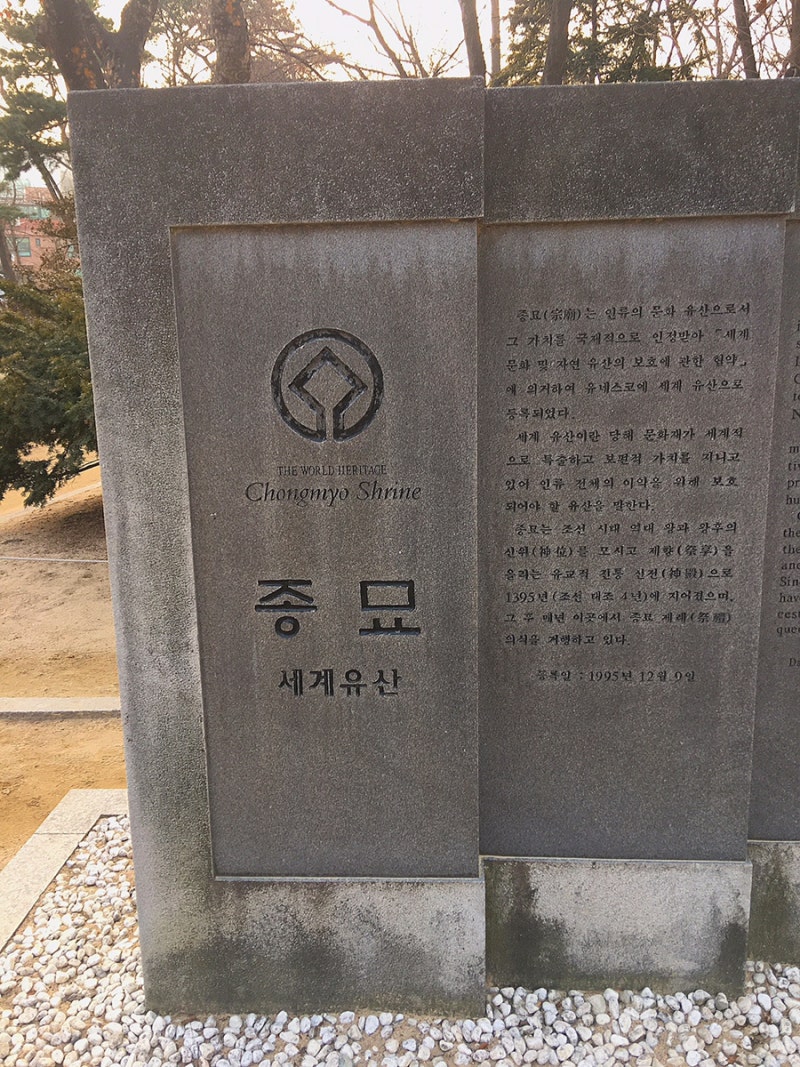 THE WORLD HERITAGE
Chongmyo Shrine
종묘
세계유산
종묘(宗廟)는 인류의 문화 유산으로서
그 가치를 국제적으로 인정받아 「세계
문화 및 자연 유산의 보호에 관한 협약」
에 의거하여 유네스코에 세계 유산으로
등록되었다.
세계 유산이란 당해 문화재가 세계적
으로 특출하고 보편적 가치를 지니고
있어 인류 전체의 이익을 위해 보호
되어야 할 유산을 말한다.
종묘는 조선 시대 역대 왕과 왕후의
신위(神位)를 모시고 제향(祭享)을
올리는 유교적 전통 신전(神殿)으로
1395년(조선 태조 4년)에 지어졌으며,
그 후 매년 이곳에서 종묘 제례(祭禮)
의식을 거행하고 있다.
등록일 : 1995년 12월 9일